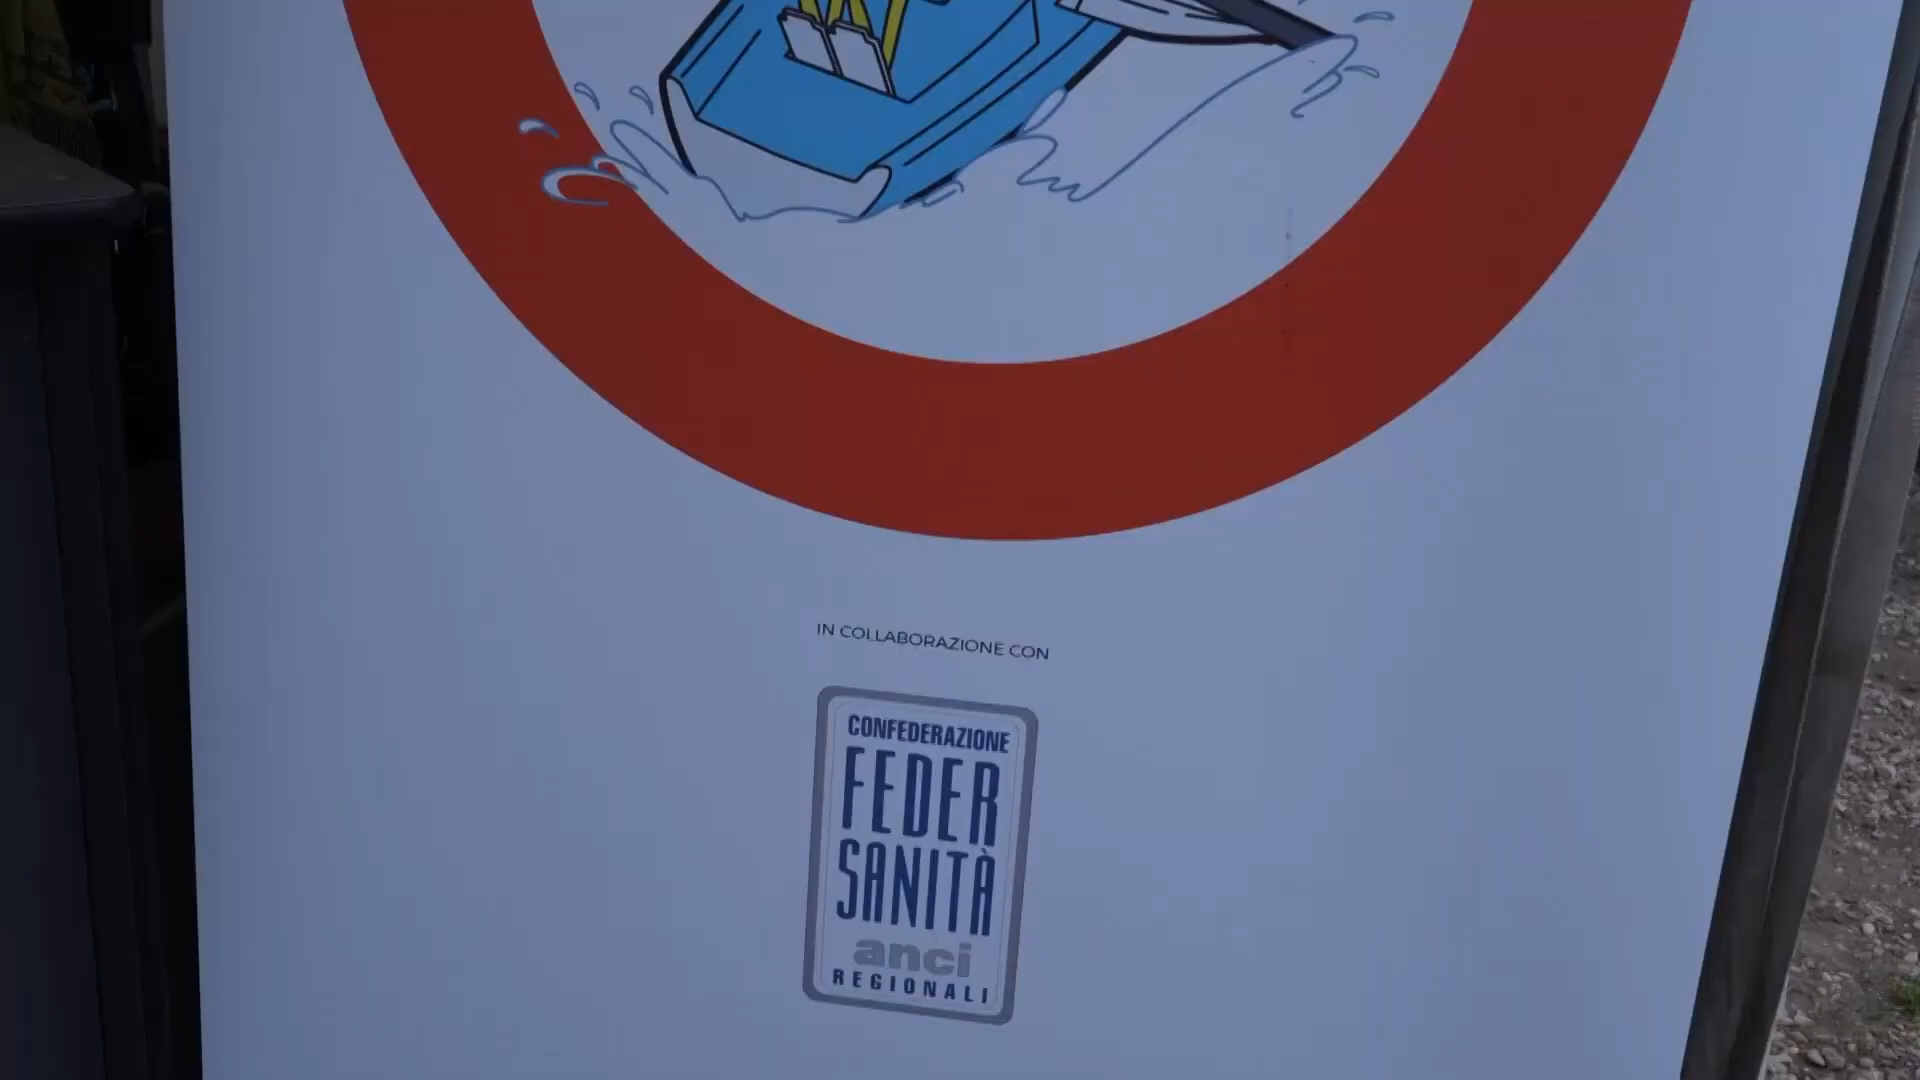 IN COLLABORAZIONE CON
CONFEDERAZIONE
FEDER
SANITÀ
anci
REGIONALI